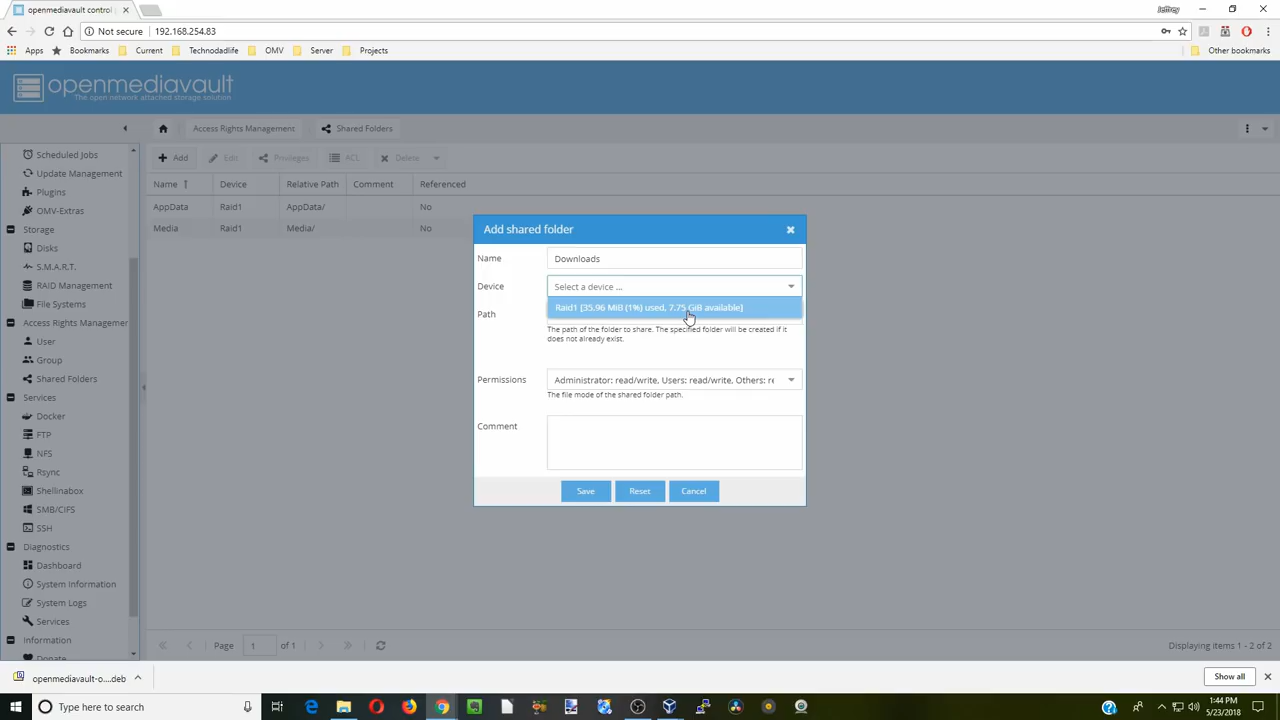 openmediavault control
Jeffrey
Not secure
192.168.254.83
Apps
Bookmarks
Current
Technodadlife
OMV
Server
Projects
Other bookmarks
openmediavault
The open network attached storage solution
Access Rights Management
Shared Folders
Scheduled Jobs
Update Management
Plugins
OMV-Extras
Storage
Disks
S.M.A.R.T.
RAID Management
File Systems
Access Rights Managemen
User
Group
Shared Folders
Services
Docker
FTP
NFS
Rsync
Shellinabox
SMB/CIFS
SSH
Diagnostics
Dashboard
System Information
System Logs
Services
Information
Donate
Add
Edit
Privileges
ACL
Delete
Name Device Relative Path Comment Referenced
AppData Raid1 AppData/ No
Media Raid1 Media/ No
Add shared folder
Name
Downloads
Device
Select a device ...
Raid1 [35.96 MiB (1%) used, 7.75 GiB available]
Path
The path of the folder to share. The specified folder will be created if it
does not already exist.
Permissions
Administrator: read/write, Users: read/write, Others: re
The file mode of the shared folder path.
Comment
Save
Reset
Cancel
Page 1 of 1
Displaying items 1 - 2 of 2
openmediavault-o....deb
Show all
Type here to search
1:44 PM
5/23/2018